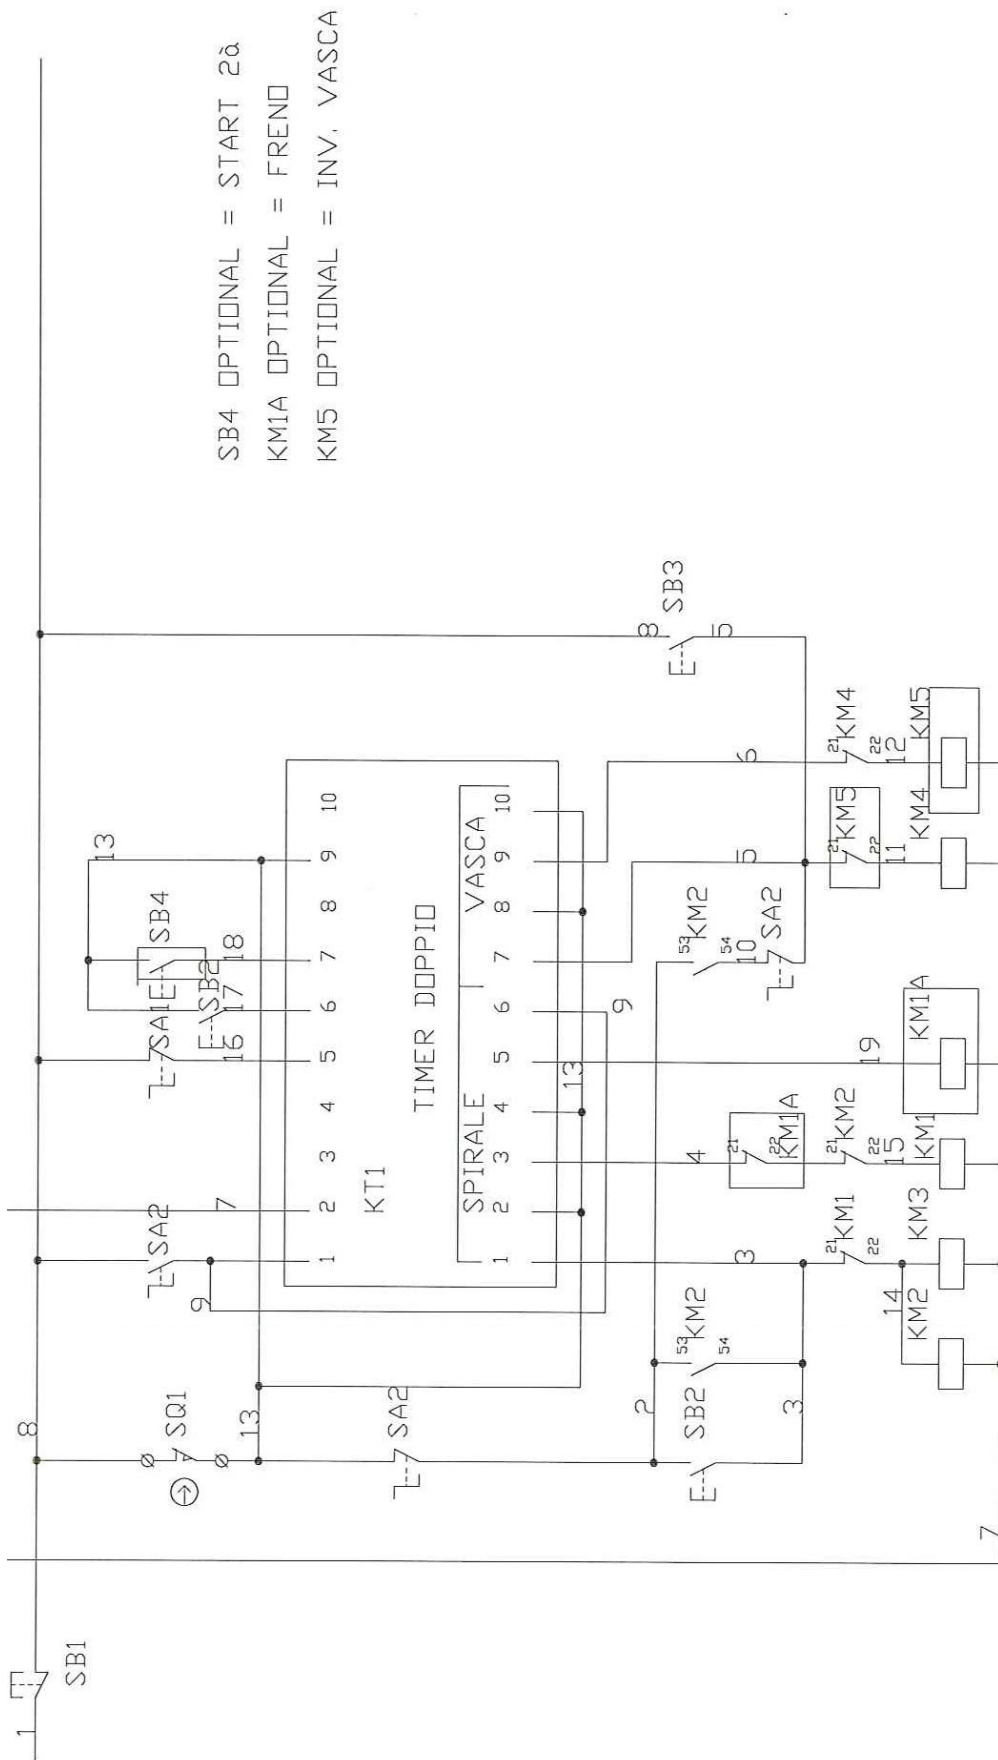 SB4 OPTIONAL = START 2à
KM1A OPTIONAL = FRENO
KM5 OPTIONAL = INV. VASCA
1
SB1
8
SQ1
13
SA2
9
SA2
7
SA1
16
SB2
17
SB4
18
13
1 2 3 4 5 6 7 8 9 10
KT1
TIMER DOPPIO
SPIRALE
VASCA
1 2 3 4 5 6 7 8 9 10
13
9
2
SB2
3
53
KM2
54
3
4
21
22
KM1A
53
KM2
54
10
SA2
5
6
8
SB3
5
21
KM1
22
14
KM2
KM3
21
KM2
22
15
KM1
19
KM1A
21
KM5
22
11
KM4
21
KM4
22
12
KM5
7